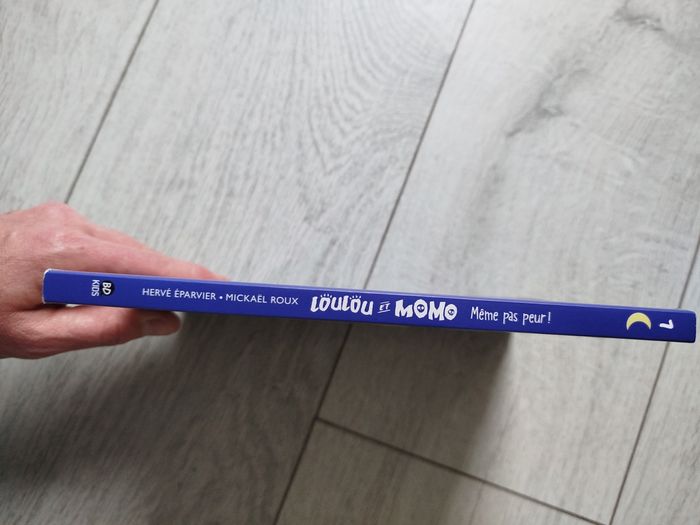 BD KIDS
HERVÉ ÉPARVIER • MICKAËL ROUX LOULOU ET MOMO Même pas peur ! 1